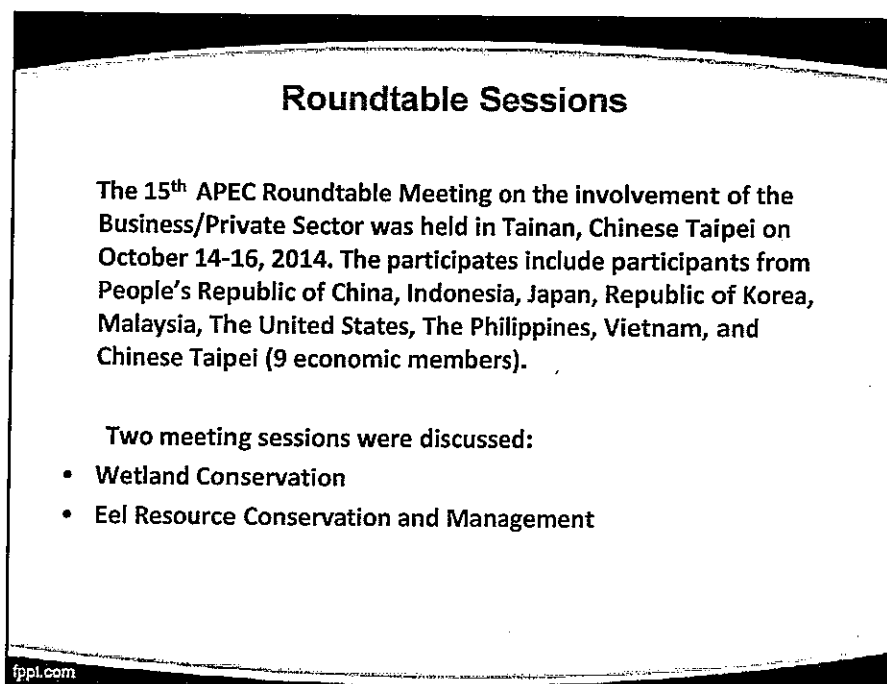 Roundtable Sessions
The 15th APEC Roundtable Meeting on the involvement of the
Business/Private Sector was held in Tainan, Chinese Taipei on
October 14-16, 2014. The participates include participants from
People's Republic of China, Indonesia, Japan, Republic of Korea,
Malaysia, The United States, The Philippines, Vietnam, and
Chinese Taipei (9 economic members).
Two meeting sessions were discussed:
• Wetland Conservation
• Eel Resource Conservation and Management
fppt.com